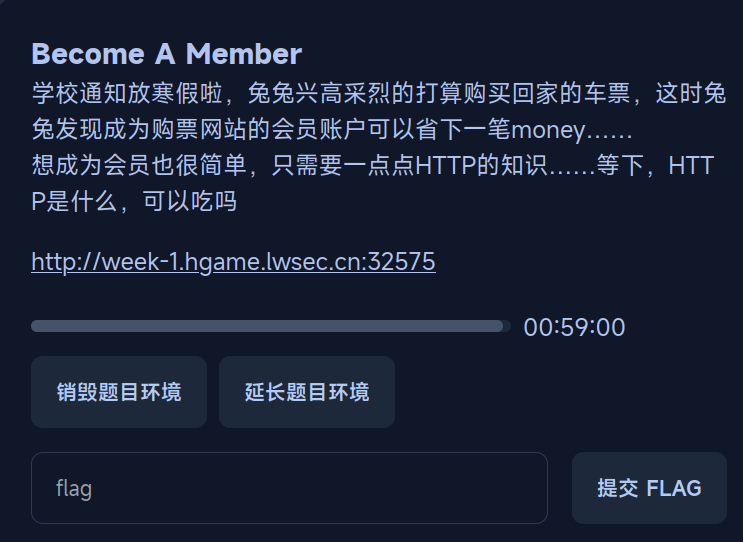 Become A Member
学校通知放寒假啦，兔兔兴高采烈的打算购买回家的车票，这时兔
兔发现成为购票网站的会员账户可以省下一笔money……
想成为会员也很简单，只需要一点点HTTP的知识……等下，HTT
P是什么，可以吃吗
http://week-1.hgame.lwsec.cn:32575
00:59:00
销毁题目环境 延长题目环境
flag 提交 FLAG